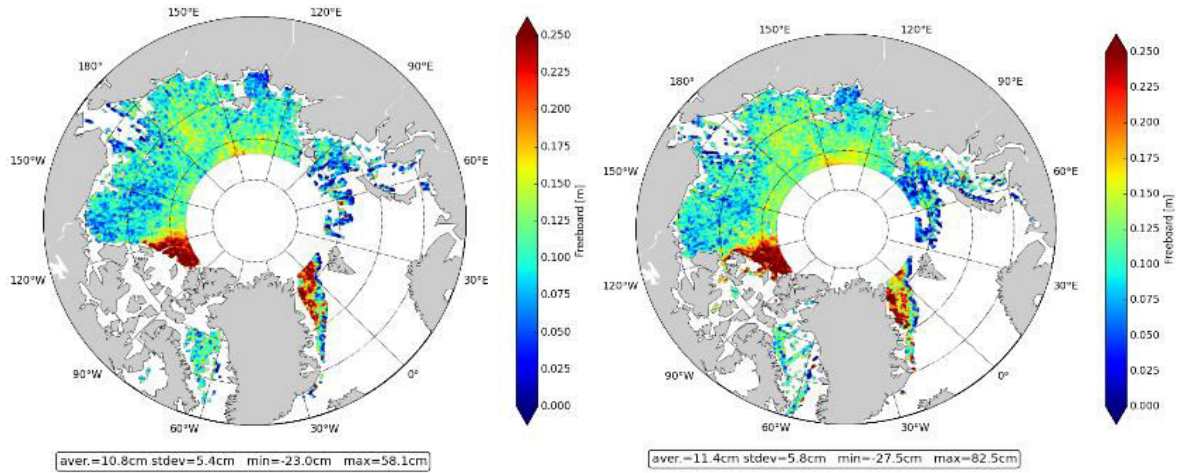 150°E
120°E
180°
90°E
150°W
60°E
120°W
30°E
90°W
0°
60°W
30°W
0.250
0.225
0.200
0.175
0.150
0.125
0.100
0.075
0.050
0.025
0.000
Freeboard [m]
aver.=10.8cm stdev=5.4cm min=-23.0cm max=58.1cm
150°E
120°E
180°
90°E
150°W
60°E
120°W
30°E
90°W
0°
60°W
30°W
0.250
0.225
0.200
0.175
0.150
0.125
0.100
0.075
0.050
0.025
0.000
Freeboard [m]
aver.=11.4cm stdev=5.8cm min=-27.5cm max=82.5cm